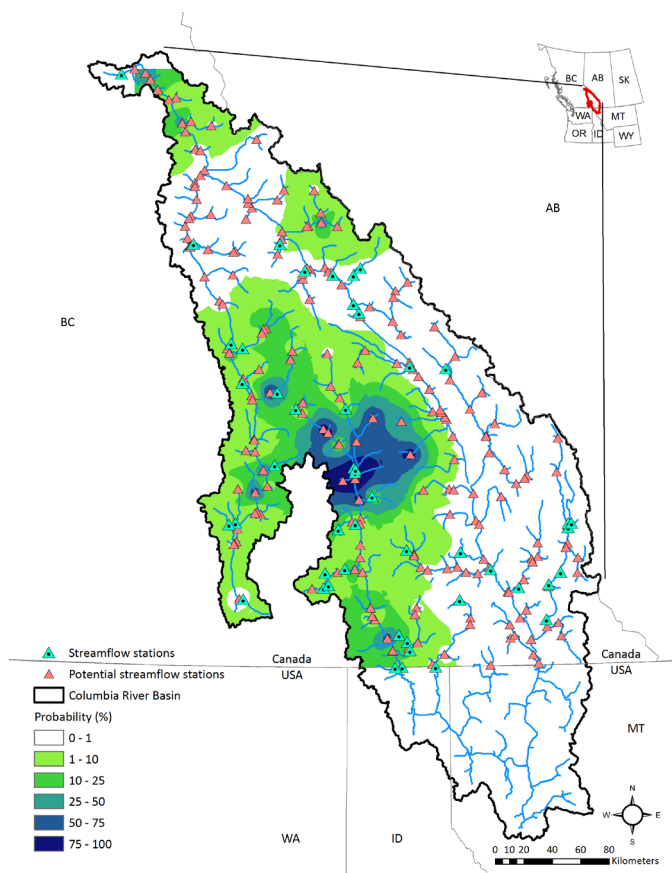 BC
AB
SK
WA
MT
OR
ID
WY
AB
BC
Streamflow stations
Canada
Canada
Potential streamflow stations
USA
USA
Columbia River Basin
Probability (%)
MT
0 - 1
1 - 10
10 - 25
25 - 50
50 - 75
75 - 100
WA
ID
N
W
E
S
0 10 20 40 60 80
Kilometers